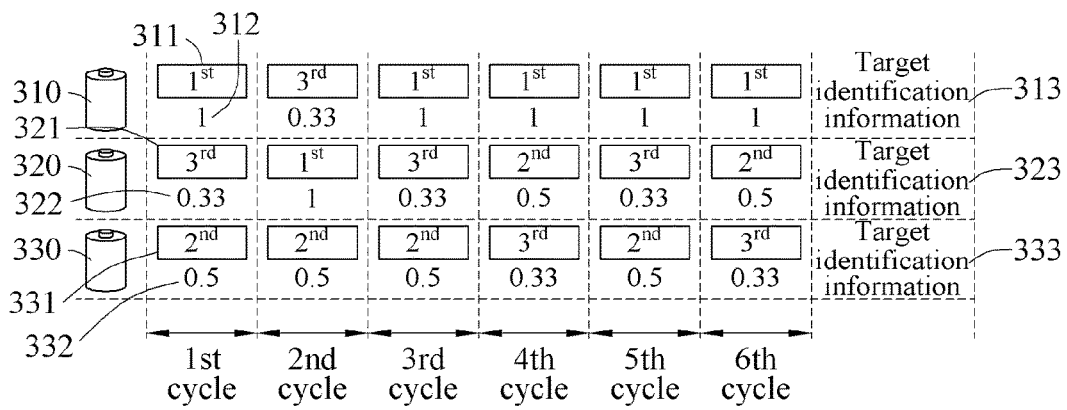 311 312
310 1st 3rd 1st 1st 1st 1st Target identification information 313
1 0.33 1 1 1 1
321
320 3rd 1st 3rd 2nd 3rd 2nd Target identification information 323
322 0.33 1 0.33 0.5 0.33 0.5
330 2nd 2nd 2nd 3rd 2nd 3rd Target identification information 333
331 0.5 0.5 0.5 0.33 0.5 0.33
332
1st cycle 2nd cycle 3rd cycle 4th cycle 5th cycle 6th cycle